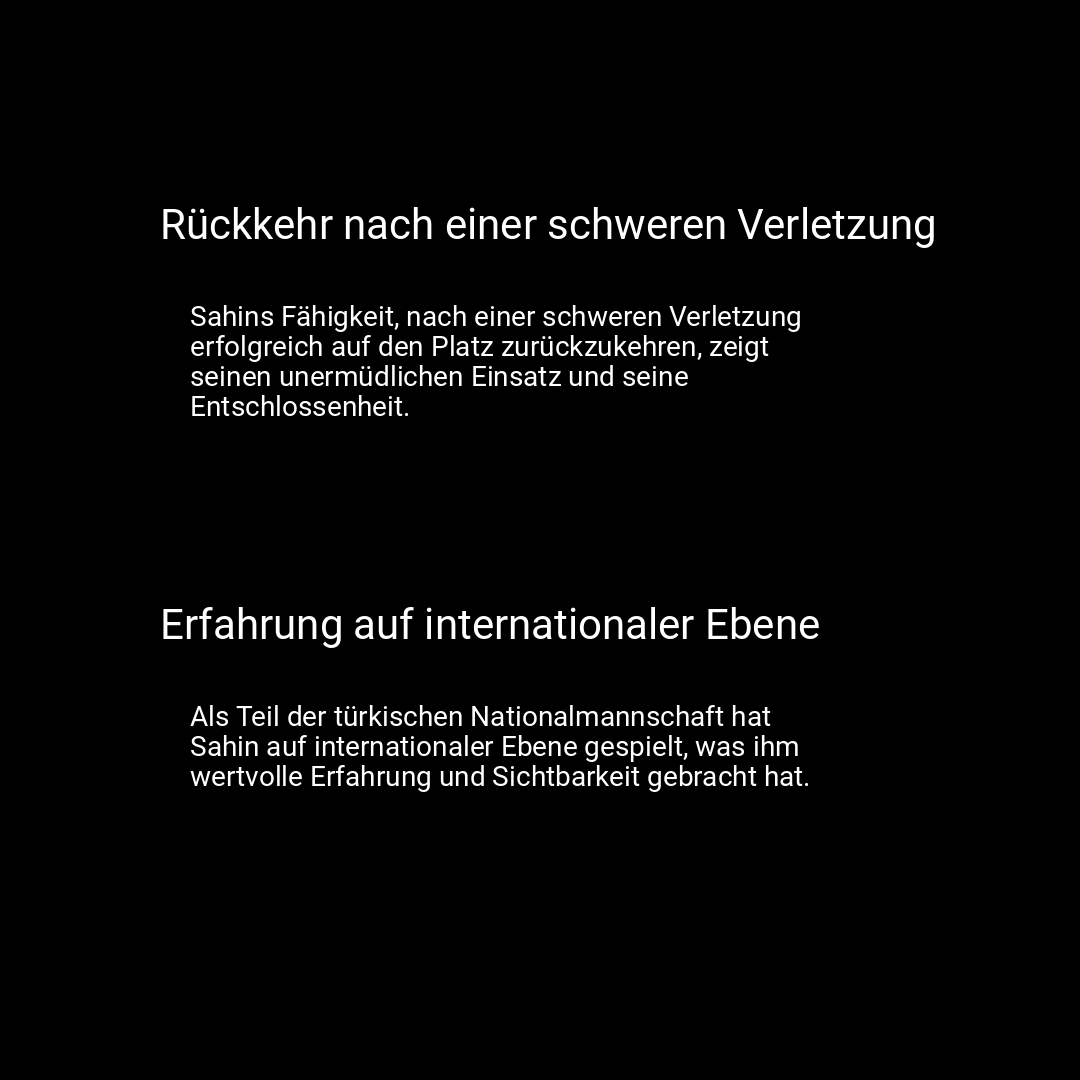 Rückkehr nach einer schweren Verletzung
Sahins Fähigkeit, nach einer schweren Verletzung
erfolgreich auf den Platz zurückzukehren, zeigt
seinen unermüdlichen Einsatz und seine
Entschlossenheit.
Erfahrung auf internationaler Ebene
Als Teil der türkischen Nationalmannschaft hat
Sahin auf internationaler Ebene gespielt, was ihm
wertvolle Erfahrung und Sichtbarkeit gebracht hat.